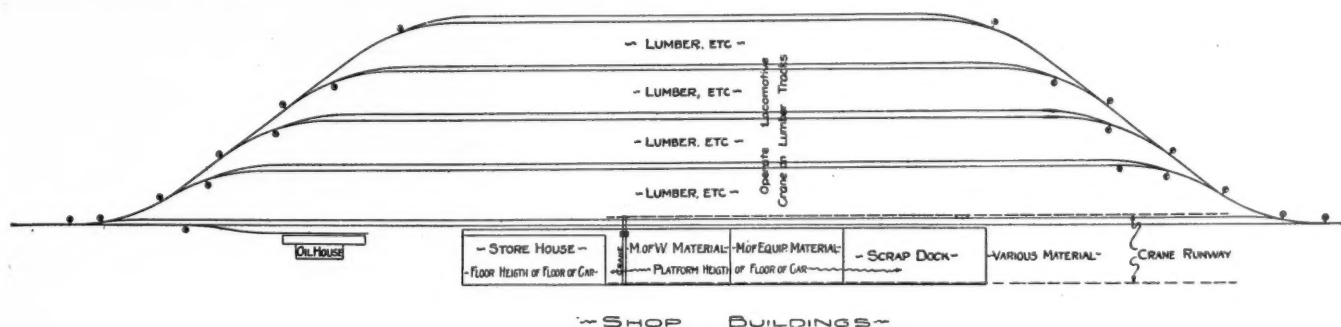 ~ LUMBER, ETC ~
~ LUMBER, ETC ~
~ LUMBER, ETC ~
~ LUMBER, ETC ~
Operate Locomotive
Crane on Lumber Tracks
OIL HOUSE
~ STORE HOUSE ~
~ FLOOR HEIGTH OF FLOOR OF CAR ~
CRANE
M. OF W. MATERIAL ~
~ M. OF EQUIP. MATERIAL
~ PLATFORM HEIGTH OF FLOOR OF CAR
~ SCRAP DOCK ~
~ VARIOUS MATERIAL ~
CRANE RUNWAY
~ SHOP BUILDINGS ~